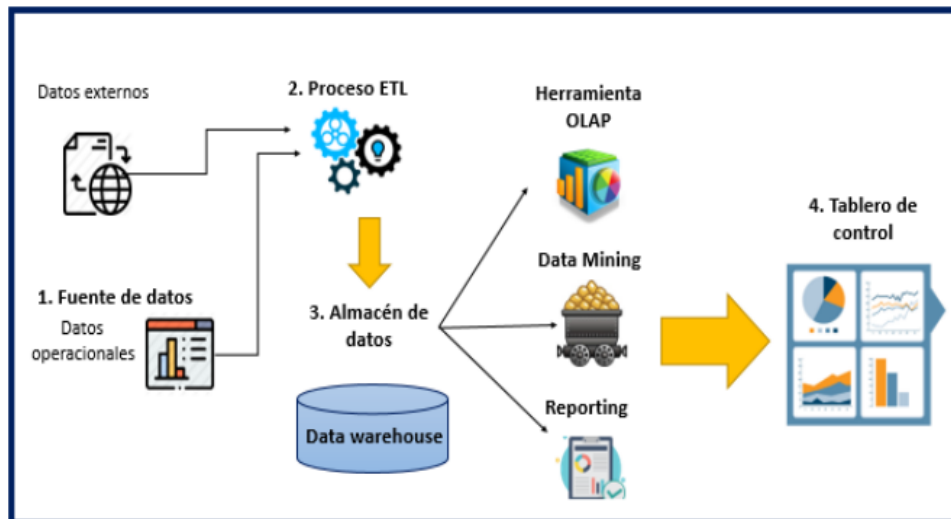 Datos externos
1. Fuente de datos
Datos
operacionales
2. Proceso ETL
3. Almacén de
datos
Data warehouse
Herramienta
OLAP
Data Mining
Reporting
4. Tablero de
control